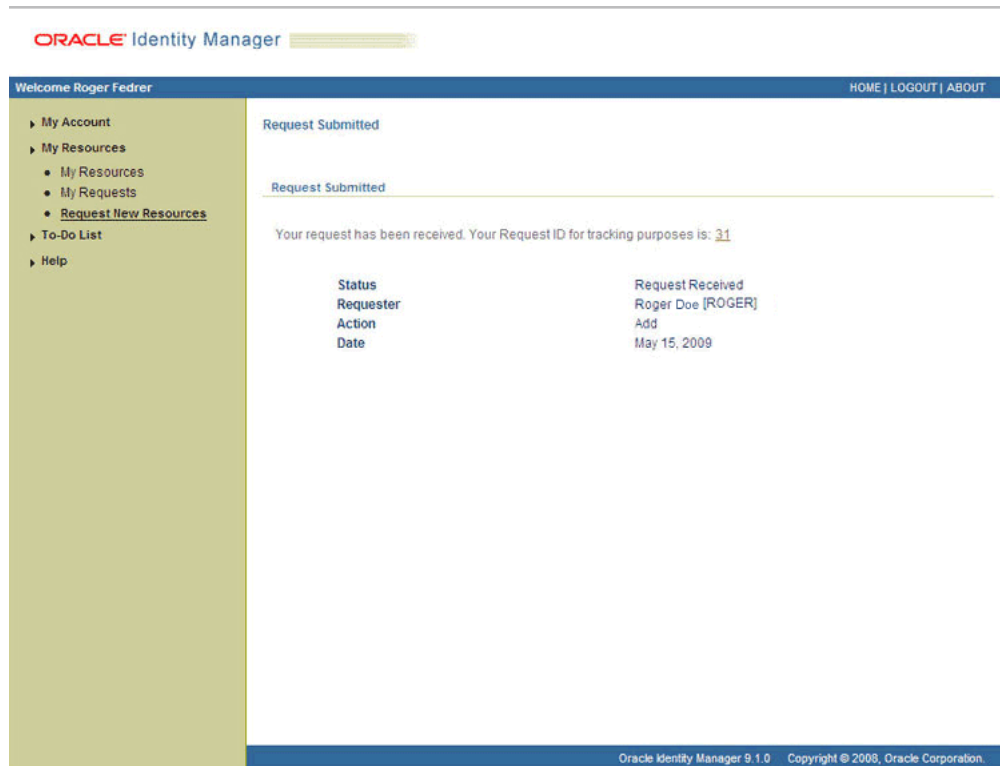 ORACLE Identity Manager
Welcome Roger Fedrer
HOME | LOGOUT | ABOUT
My Account
My Resources
My Resources
My Requests
Request New Resources
To-Do List
Help
Request Submitted
Request Submitted
Your request has been received. Your Request ID for tracking purposes is: 31
Status Request Received
Requester Roger Doe [ROGER]
Action Add
Date May 15, 2009
Oracle Identity Manager 9.1.0 Copyright © 2008, Oracle Corporation.